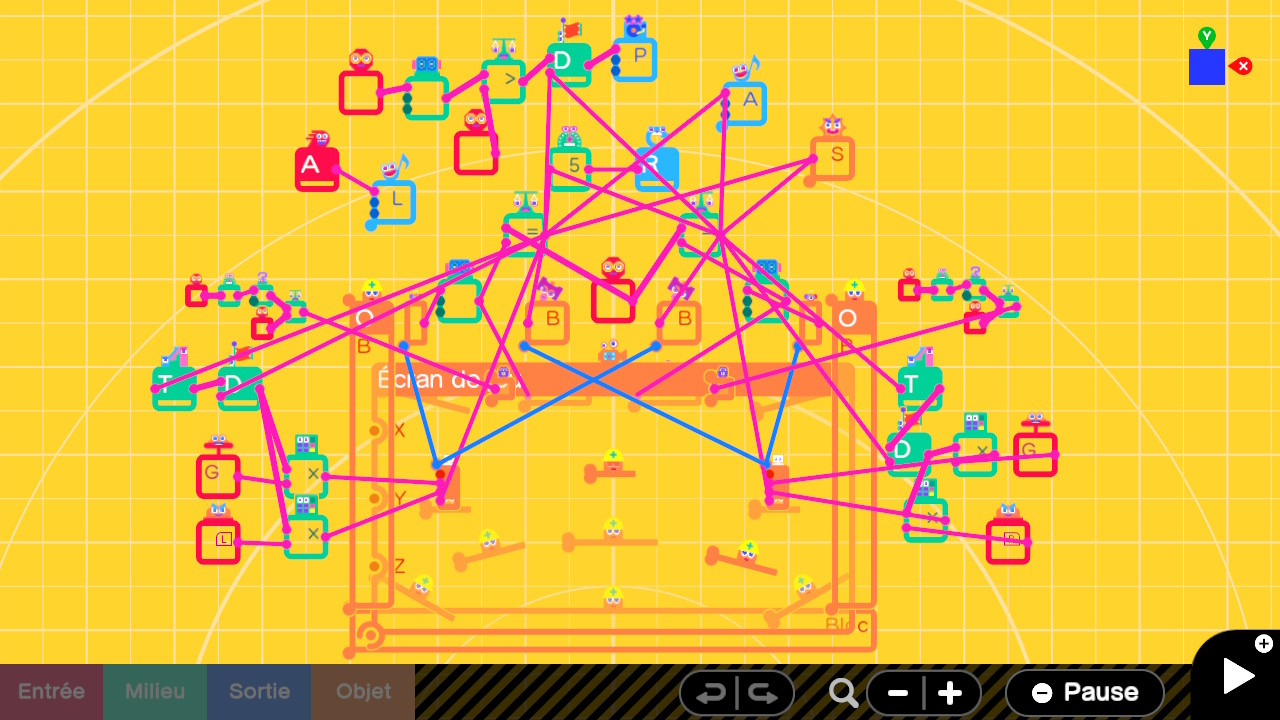 D
P
Y
X
>
A
A
S
5
R
L
=
=
O
O
B
B
B
T
D
Écran de
T
X
G
×
D
×
G
Y
L
×
×
R
Z
Bloc
Entrée
Milieu
Sortie
Objet
− + − Pause
+